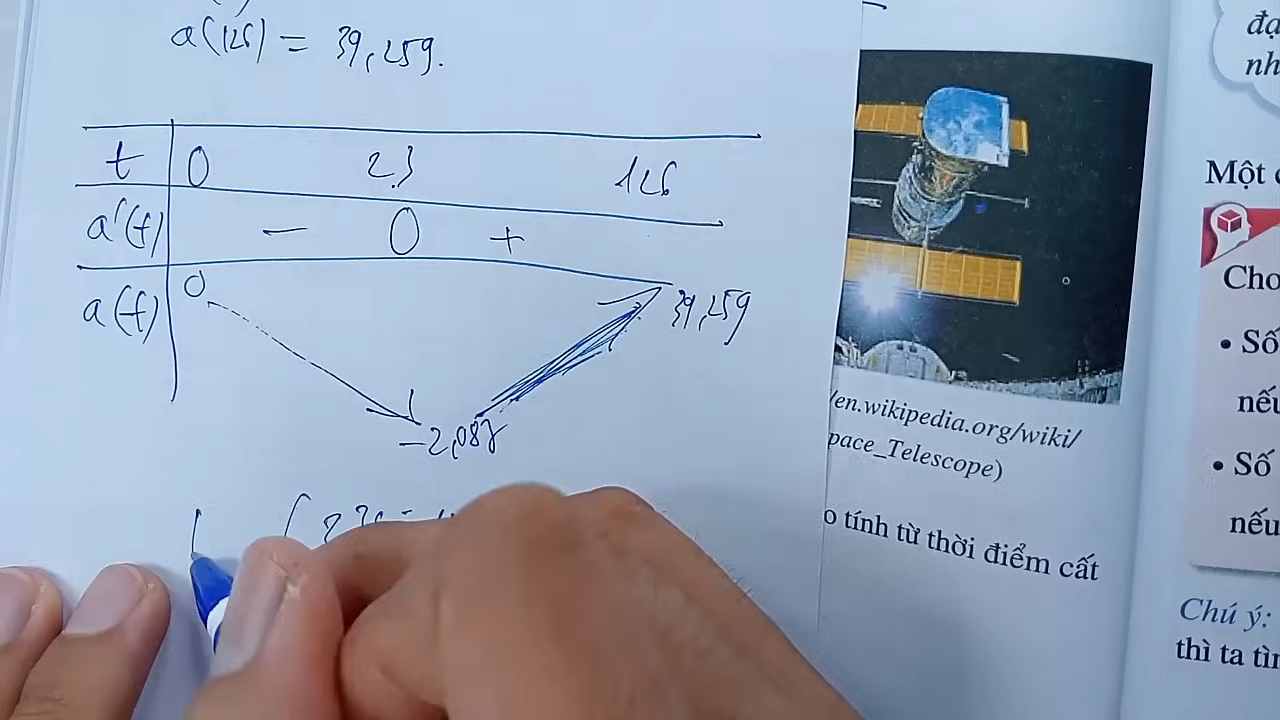 a(126) = 39,259.
t 0 23 126
a'(t) - 0 +
a(t) 0 39,259
-2,087
đạ
nh
Một
Cho
• Số
nếu
• Số
nếu
/en.wikipedia.org/wiki/
pace_Telescope)
o tính từ thời điểm cất
Chú ý:
thì ta tìn